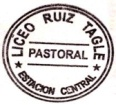 LICEO RUIZ TAGLE
PASTORAL
★ ESTACION CENTRAL ★